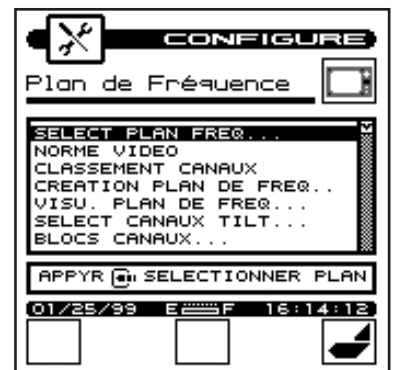 CONFIGURE
Plan de Fréquence
SELECT PLAN FREQ...
NORME VIDEO
CLASSEMENT CANAUX
CREATION PLAN DE FREQ..
VISU. PLAN DE FREQ...
SELECT CANAUX TILT...
BLOCS CANAUX...
APPYR SELECTIONNER PLAN
01/25/99 E F 16:14:12